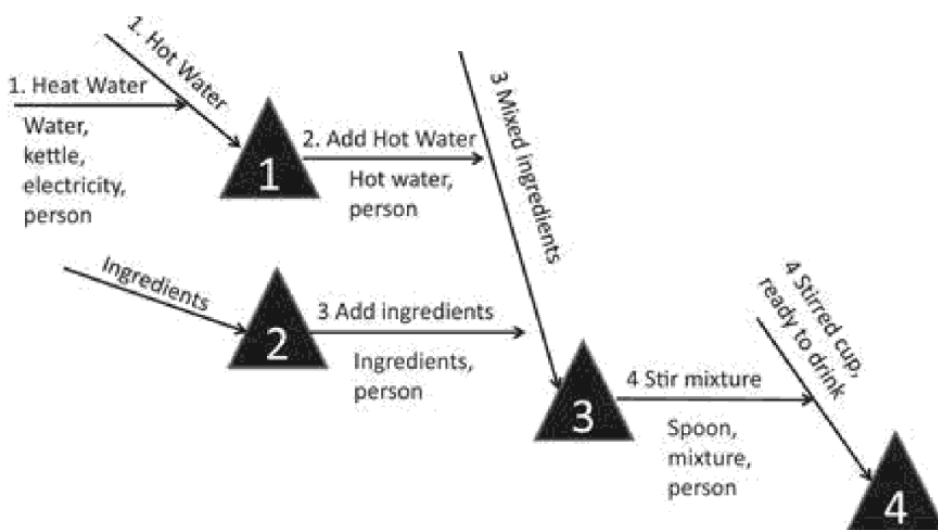 1. Hot Water
1. Heat Water
Water,
kettle,
electricity,
person
1
2. Add Hot Water
Hot water,
person
3 Mixed ingredients
Ingredients
2
3 Add ingredients
Ingredients,
person
3
4 Stir mixture
Spoon,
mixture,
person
4 Stirred cup,
ready to drink
4